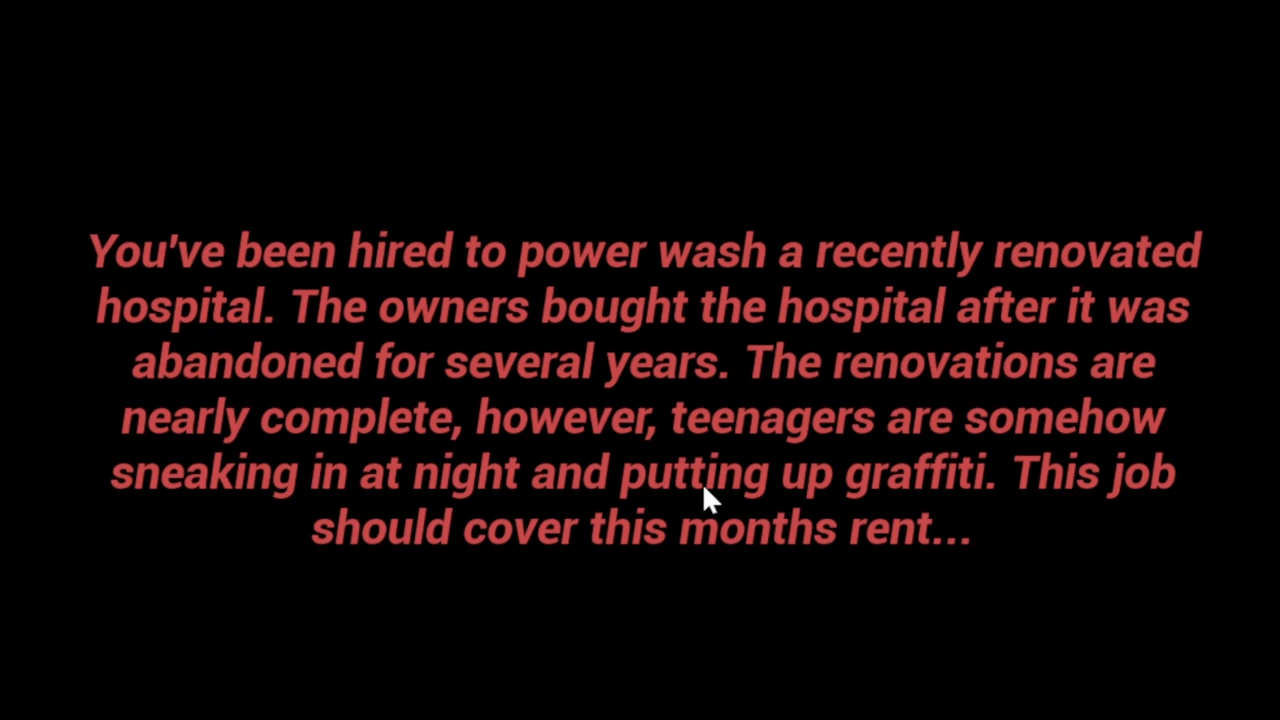 You've been hired to power wash a recently renovated
hospital. The owners bought the hospital after it was
abandoned for several years. The renovations are
nearly complete, however, teenagers are somehow
sneaking in at night and putting up graffiti. This job
should cover this months rent...